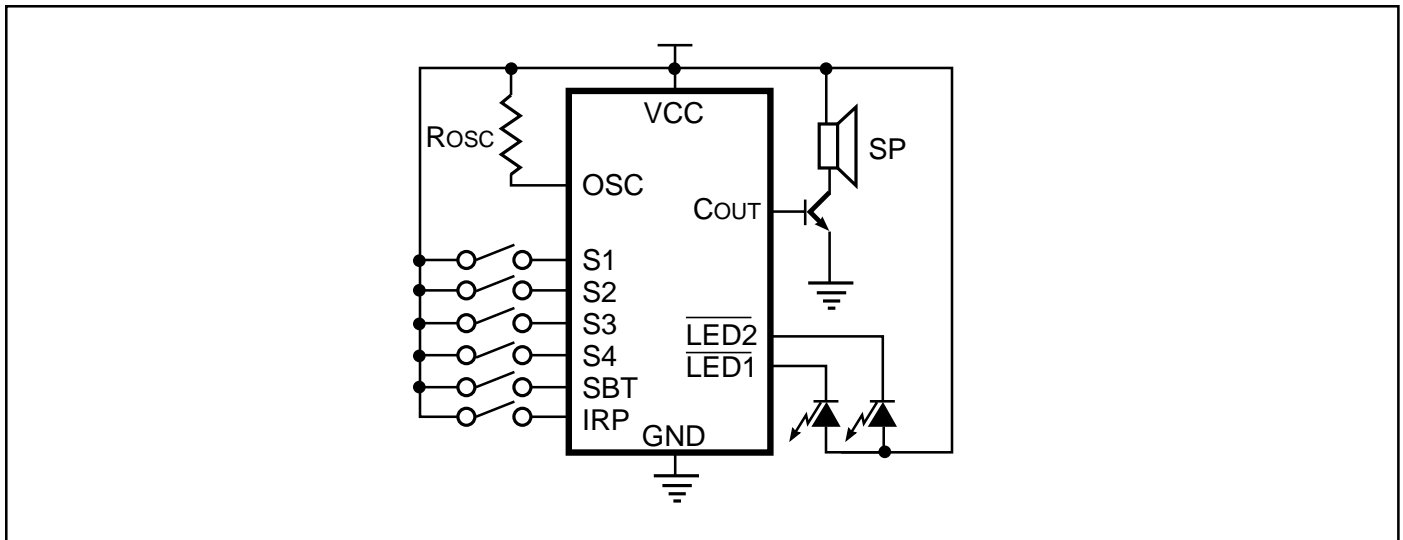 VCC
ROSC
SP
OSC
COUT
S1
S2
S3
LED2
S4
LED1
SBT
IRP
GND